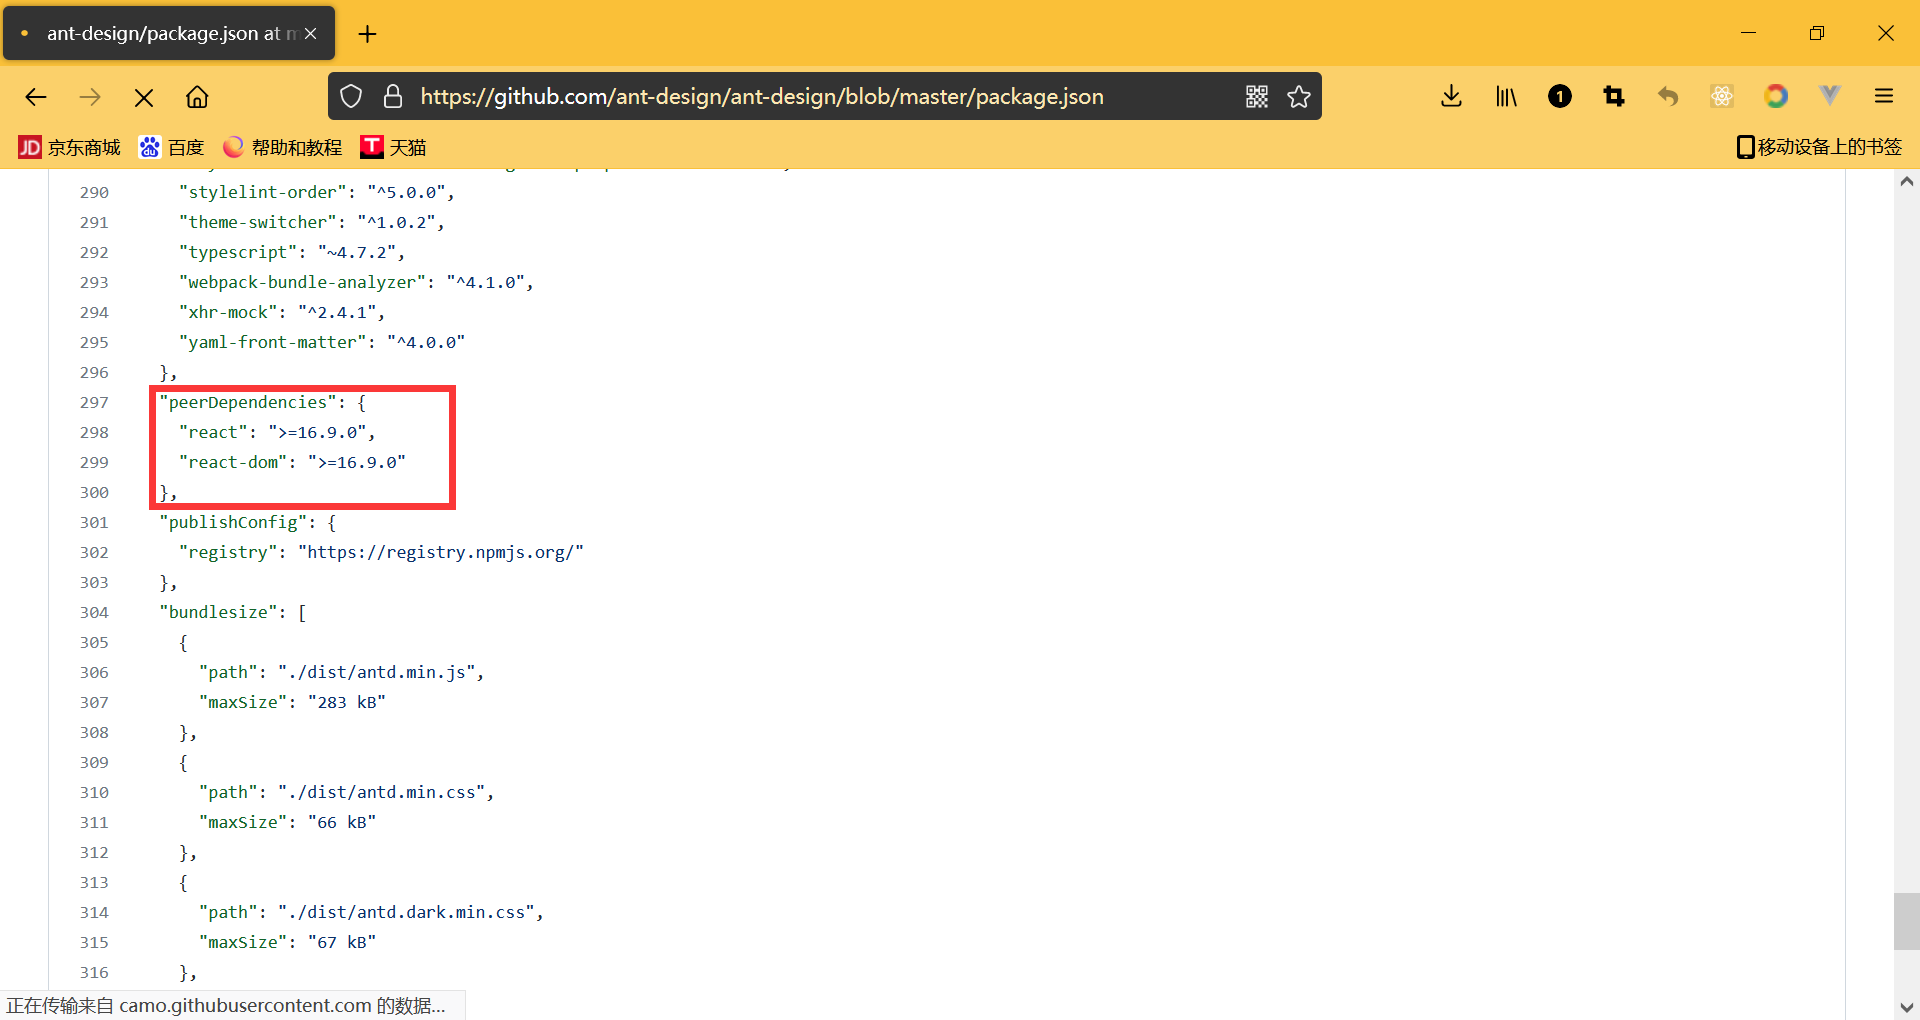 ant-design/package.json at m
https://github.com/ant-design/ant-design/blob/master/package.json
1
JD 京东商城 du 百度 帮助和教程 T 天猫 移动设备上的书签
290 "stylelint-order": "^5.0.0",
291 "theme-switcher": "^1.0.2",
292 "typescript": "~4.7.2",
293 "webpack-bundle-analyzer": "^4.1.0",
294 "xhr-mock": "^2.4.1",
295 "yaml-front-matter": "^4.0.0"
296 },
297 "peerDependencies": {
298 "react": ">=16.9.0",
299 "react-dom": ">=16.9.0"
300 },
301 "publishConfig": {
302 "registry": "https://registry.npmjs.org/"
303 },
304 "bundlesize": [
305 {
306 "path": "./dist/antd.min.js",
307 "maxSize": "283 kB"
308 },
309 {
310 "path": "./dist/antd.min.css",
311 "maxSize": "66 kB"
312 },
313 {
314 "path": "./dist/antd.dark.min.css",
315 "maxSize": "67 kB"
316 },
正在传输来自 camo.githubusercontent.com 的数据...